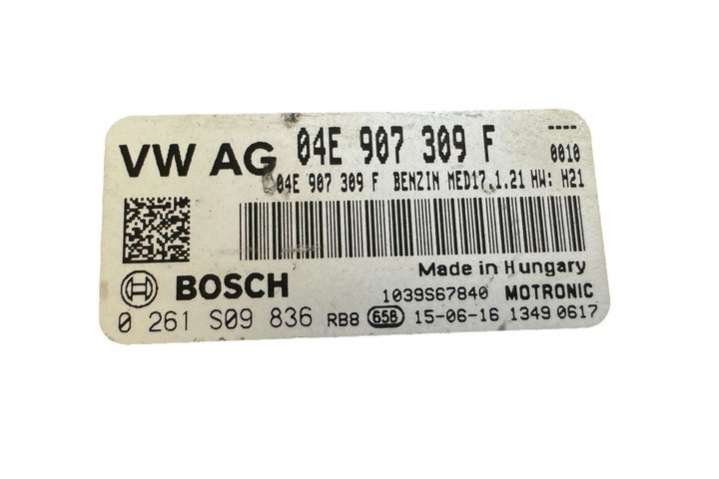 VW AG 04E 907 309 F ----
0010
04E 907 309 F BENZIN MED17.1.21 HW: H21
Made in Hungary
BOSCH 1039S67840 MOTRONIC
0 261 S09 836 RB8 658 15-06-16 1349 0617